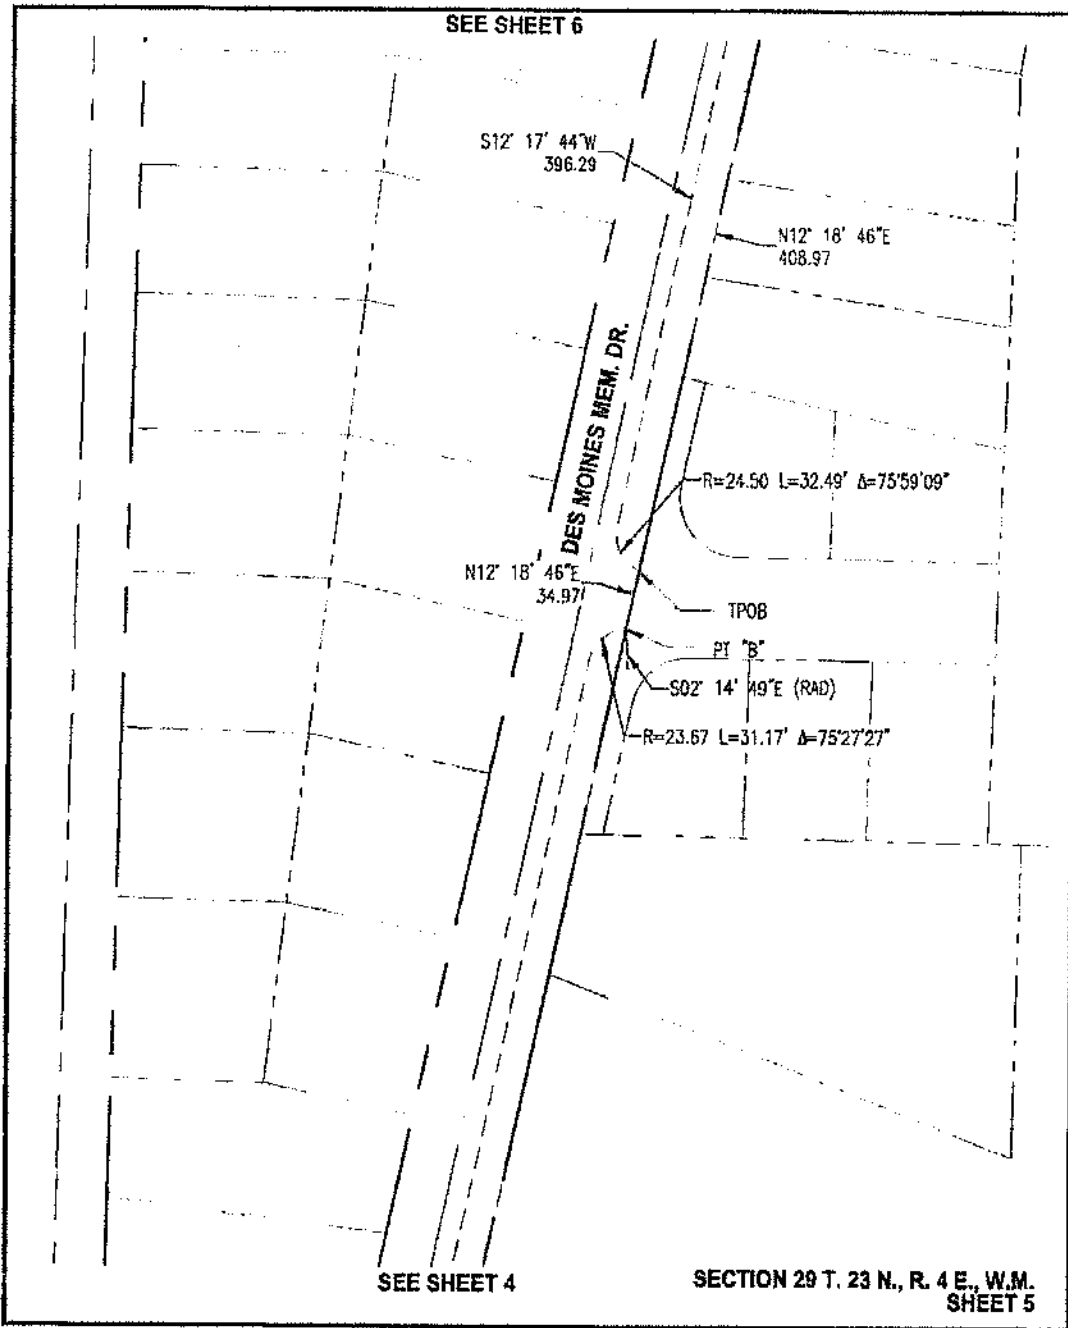 SEE SHEET 6
S12° 17' 44"W
396.29
N12° 18' 46"E
408.97
DES MOINES MEM. DR.
R=24.50 L=32.49' Δ=75°59'09"
N12° 18' 46"E
34.97
TPOB
PT "B"
S02° 14' 49"E (RAD)
R=23.67 L=31.17' Δ=75°27'27"
SEE SHEET 4
SECTION 29 T. 23 N., R. 4 E., W.M.
SHEET 5